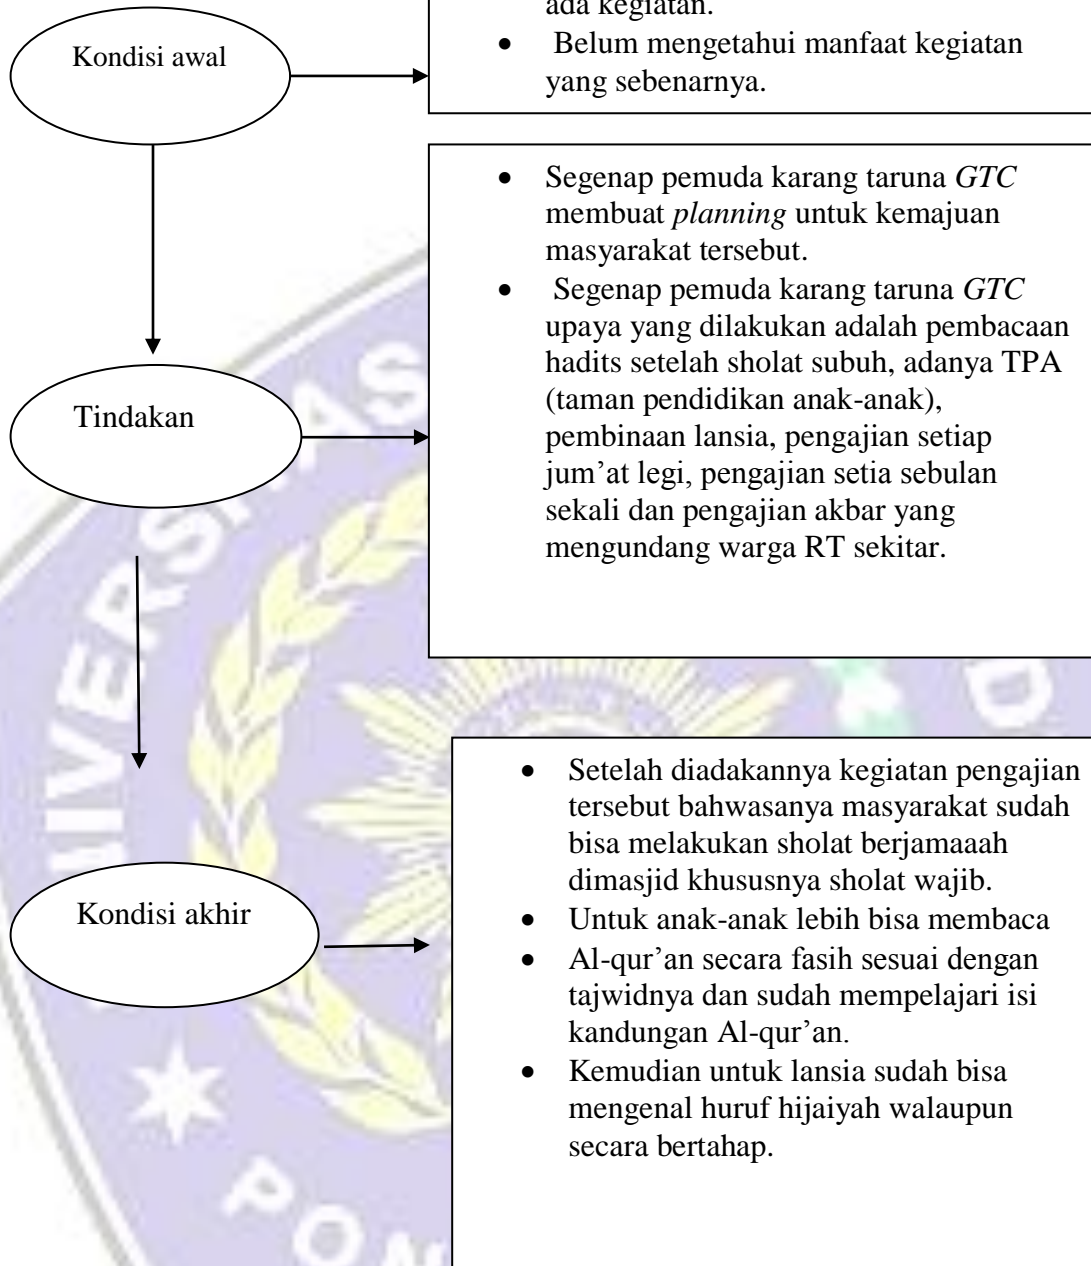 ada kegiatan.
Kondisi awal
• Belum mengetahui manfaat kegiatan
yang sebenarnya.
• Segenap pemuda karang taruna GTC
membuat planning untuk kemajuan
masyarakat tersebut.
• Segenap pemuda karang taruna GTC
upaya yang dilakukan adalah pembacaan
hadits setelah sholat subuh, adanya TPA
(taman pendidikan anak-anak),
pembinaan lansia, pengajian setiap
jum’at legi, pengajian setia sebulan
sekali dan pengajian akbar yang
mengundang warga RT sekitar.
Tindakan
• Setelah diadakannya kegiatan pengajian
tersebut bahwasanya masyarakat sudah
bisa melakukan sholat berjamaaah
dimasjid khususnya sholat wajib.
• Untuk anak-anak lebih bisa membaca
• Al-qur’an secara fasih sesuai dengan
tajwidnya dan sudah mempelajari isi
kandungan Al-qur’an.
• Kemudian untuk lansia sudah bisa
mengenal huruf hijaiyah walaupun
secara bertahap.
Kondisi akhir